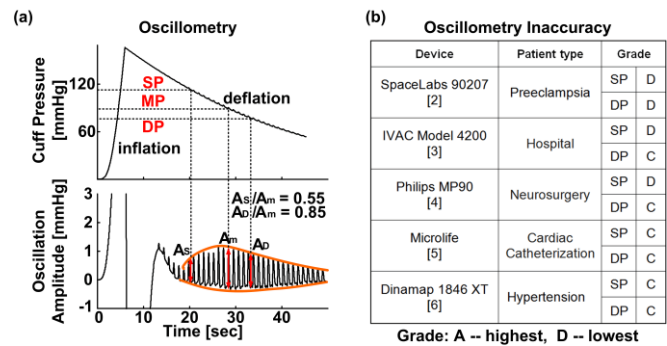 (a)
Oscillometry
Cuff Pressure
[mmHg]
120
60
SP
MP
DP
inflation
deflation
Oscillation
Amplitude [mmHg]
3
2
1
0
-1
As/Am = 0.55
AD/Am = 0.85
As
Am
AD
0 10 20 30 40
Time [sec]
(b)
Oscillometry Inaccuracy
Device Patient type Grade
SpaceLabs 90207
[2]
Preeclampsia
SP D
DP D
IVAC Model 4200
[3]
Hospital
SP D
DP C
Philips MP90
[4]
Neurosurgery
SP D
DP C
Microlife
[5]
Cardiac
Catheterization
SP C
DP C
Dinamap 1846 XT
[6]
Hypertension
SP C
DP C
Grade: A -- highest, D -- lowest